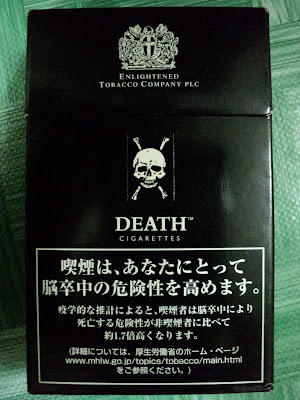 ENLIGHTENED
TOBACCO COMPANY PLC
DEATH™
CIGARETTES
喫煙は、あなたにとって
脳卒中の危険性を高めます。
疫学的な推計によると、喫煙者は脳卒中により
死亡する危険性が非喫煙者に比べて
約1.7倍高くなります。
(詳細については、厚生労働省のホーム・ページ
www.mhlw.go.jp/topics/tobacco/main.html
をご参照ください。)